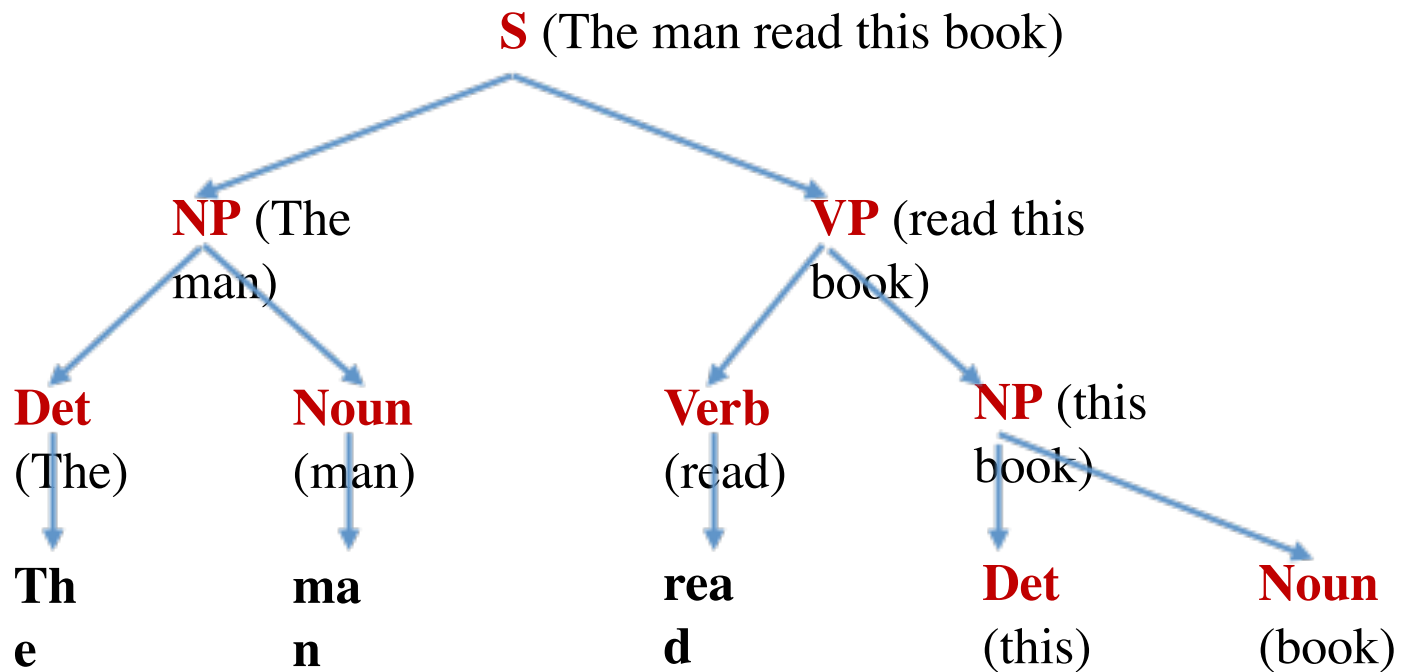 S (The man read this book)
NP (The
man)
VP (read this
book)
Det
(The)
Noun
(man)
Verb
(read)
NP (this
book)
Th
e
ma
n
rea
d
Det
(this)
Noun
(book)